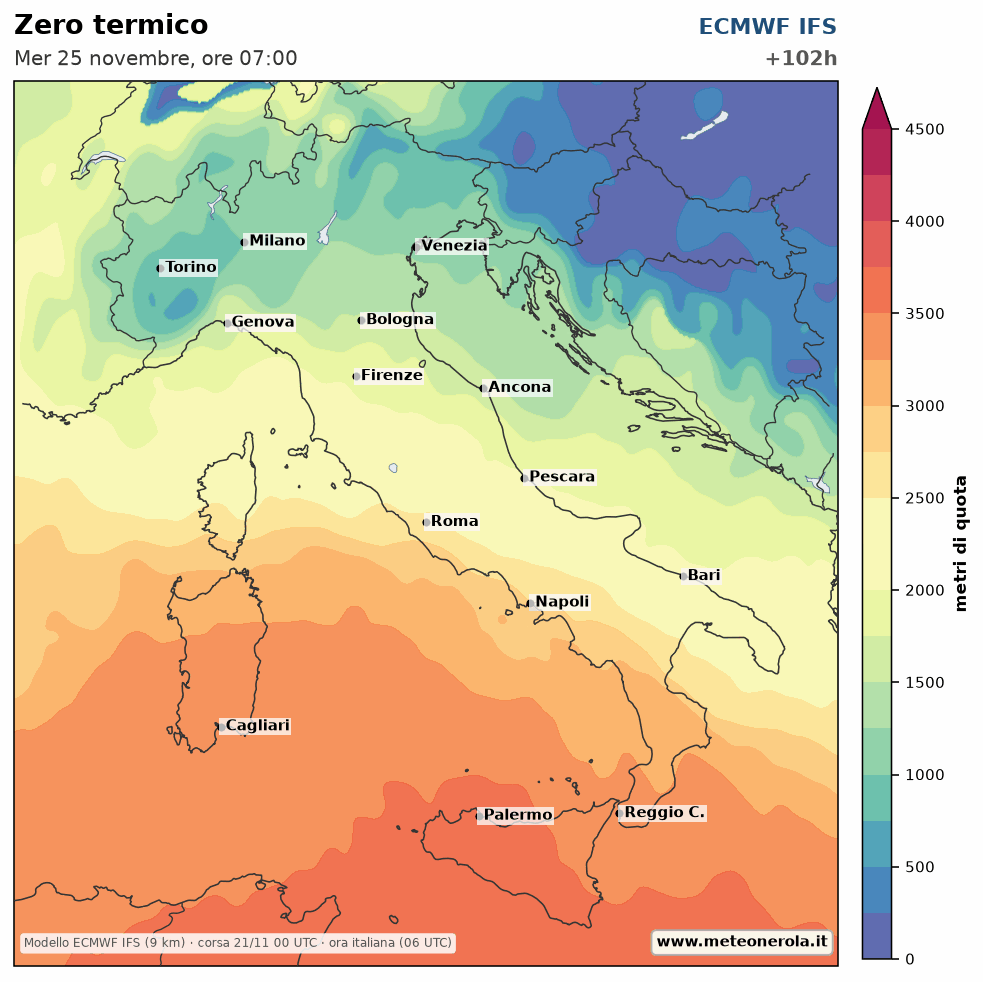 Zero termico
ECMWF IFS
Mer 25 novembre, ore 07:00
+102h
Milano
Venezia
Torino
Genova
Bologna
Firenze
Ancona
Pescara
Roma
Bari
Napoli
Cagliari
Palermo
Reggio C.
4500
4000
3500
3000
2500
2000
1500
1000
500
0
metri di quota
Modello ECMWF IFS (9 km) · corsa 21/11 00 UTC · ora italiana (06 UTC)
www.meteonerola.it